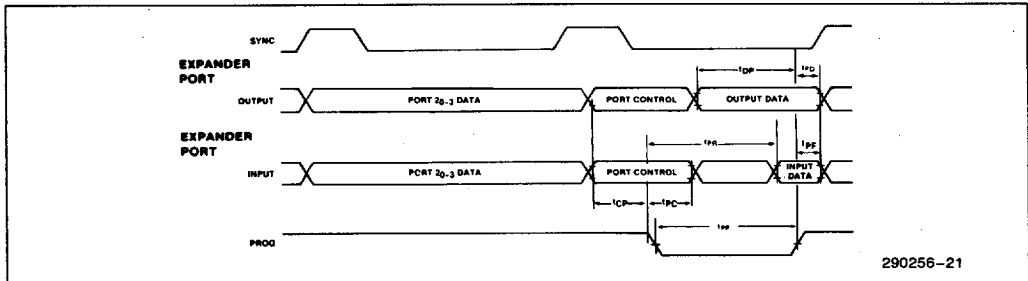 SYNC
EXPANDER
PORT
tDP
tPD
OUTPUT
PORT 20-3 DATA
PORT CONTROL
OUTPUT DATA
EXPANDER
PORT
tPR
tPF
INPUT
PORT 20-3 DATA
PORT CONTROL
INPUT
DATA
tCP
tPC
PROG
tPP
290256-21